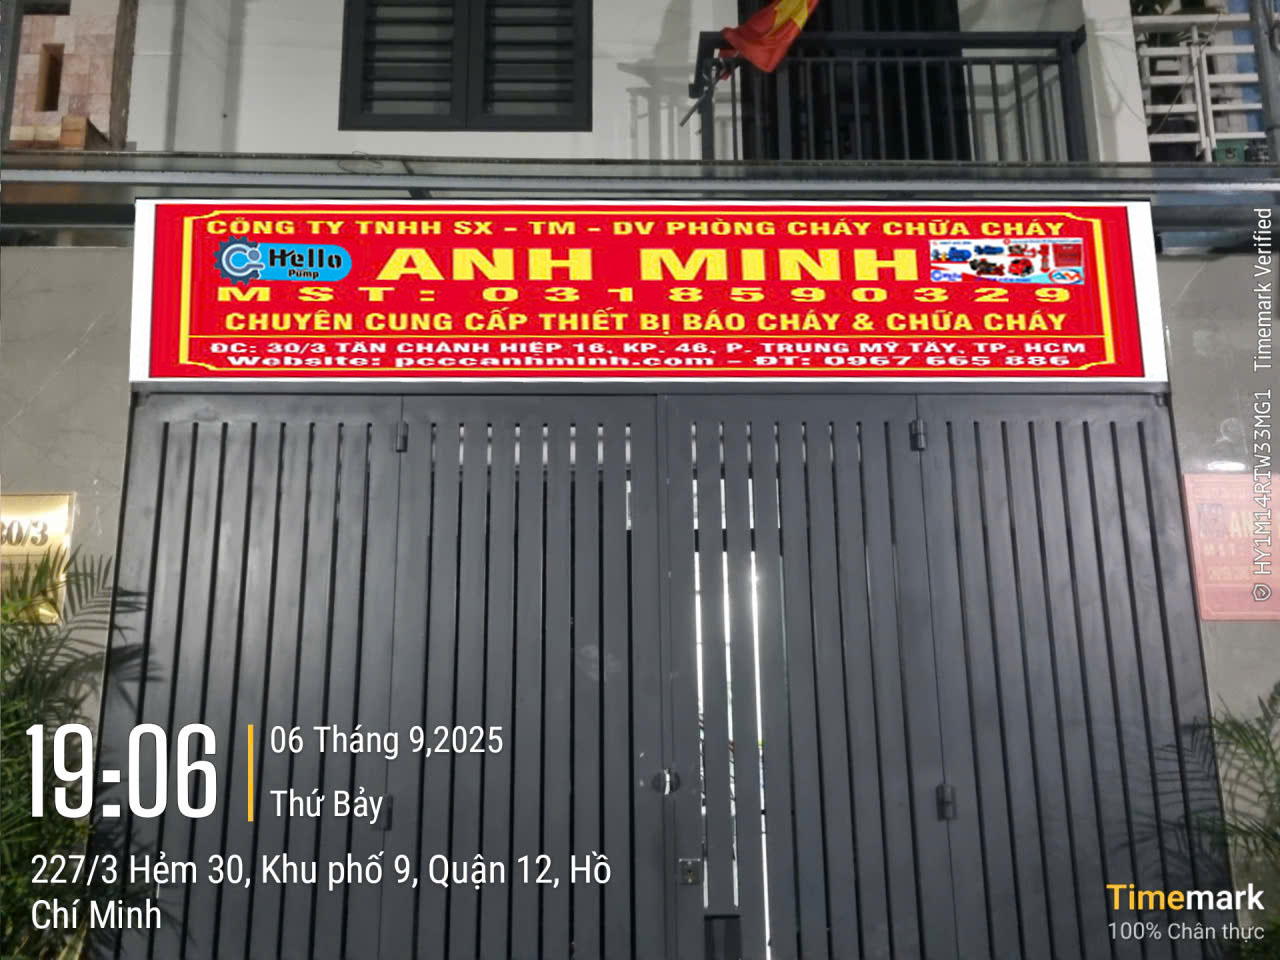 CÔNG TY TNHH SX - TM - DV PHÒNG CHÁY CHỮA CHÁY
Hello
Pump
ANH MINH
MST: 0318590329
CHUYÊN CUNG CẤP THIẾT BỊ BÁO CHÁY & CHỮA CHÁY
ĐC: 30/3 TÂN CHÁNH HIỆP 16, KP. 46, P. TRUNG MỸ TÂY, TP. HCM
Website: pcccanhminh.com - ĐT: 0967 665 886
30/3
19:06
06 Tháng 9,2025
Thứ Bảy
227/3 Hẻm 30, Khu phố 9, Quận 12, Hồ
Chí Minh
Timemark
100% Chân thực
HY1M14RTW33MG1 Timemark Verified